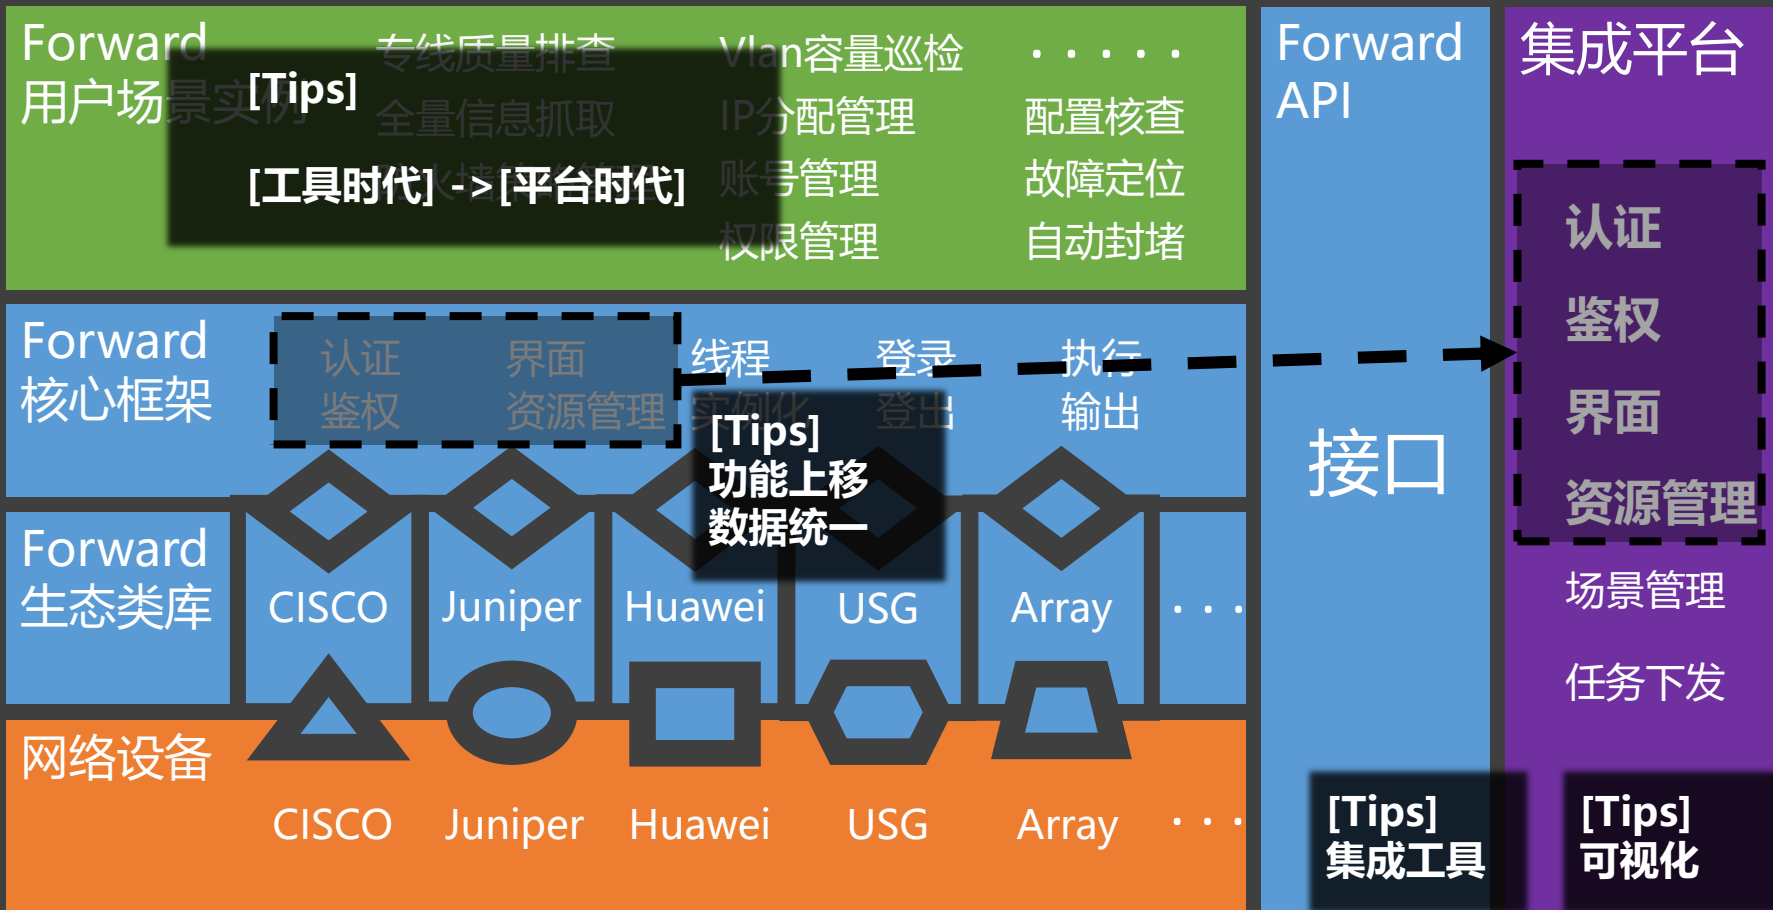 Forward
用户场景实例
专线质量排查
全量信息抓取
防火墙策略管理
Vlan容量巡检
IP分配管理
账号管理
权限管理
· · · · ·
配置核查
故障定位
自动封堵
[Tips]
[工具时代] ->[平台时代]
Forward
核心框架
认证
鉴权
界面
资源管理
线程
实例化
登录
登出
执行
输出
[Tips]
功能上移
数据统一
Forward
生态类库
CISCO
Juniper
Huawei
USG
Array
· · ·
网络设备
CISCO
Juniper
Huawei
USG
Array
· · ·
Forward
API
接口
[Tips]
集成工具
集成平台
认证
鉴权
界面
资源管理
场景管理
任务下发
[Tips]
可视化